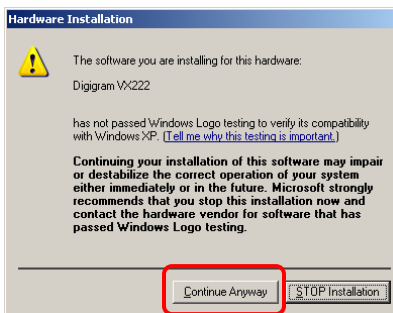 Hardware Installation
The software you are installing for this hardware:
Digigram VX222
has not passed Windows Logo testing to verify its compatibility
with Windows XP. (Tell me why this testing is important.)
Continuing your installation of this software may impair
or destabilize the correct operation of your system
either immediately or in the future. Microsoft strongly
recommends that you stop this installation now and
contact the hardware vendor for software that has
passed Windows Logo testing.
Continue Anyway
STOP Installation